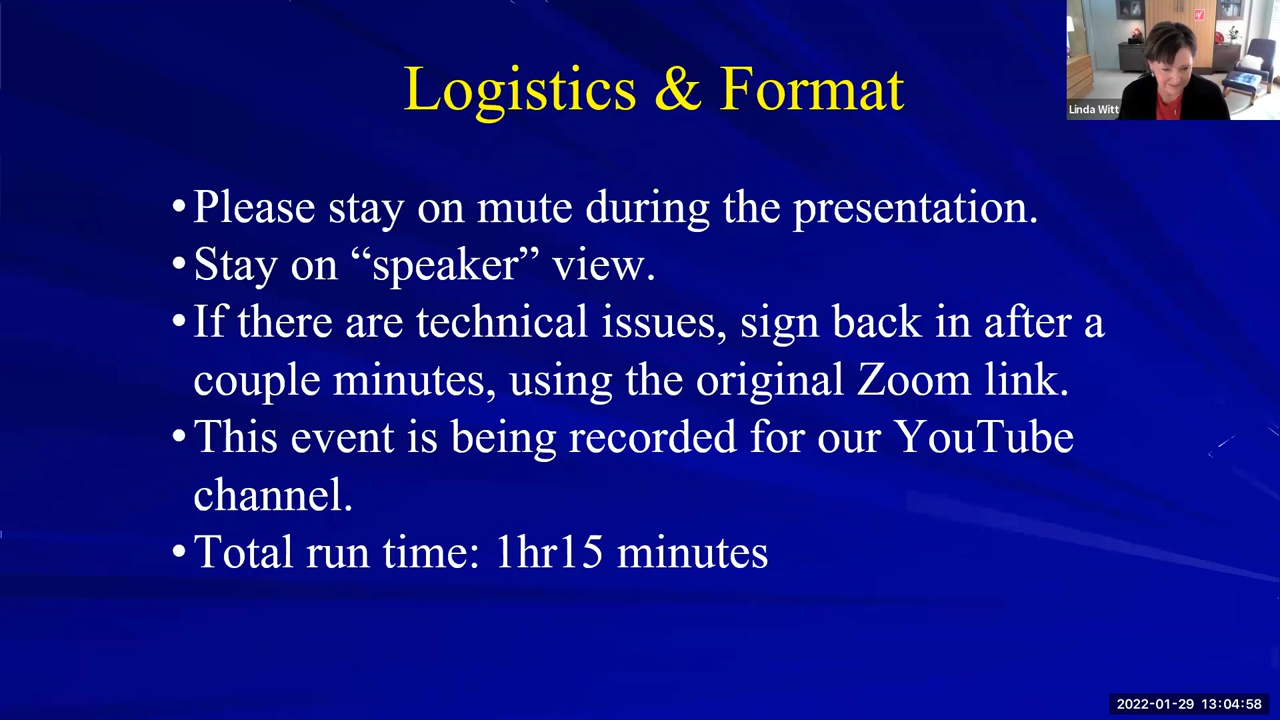 Logistics & Format
Linda Witt
•Please stay on mute during the presentation.
•Stay on “speaker” view.
•If there are technical issues, sign back in after a
couple minutes, using the original Zoom link.
•This event is being recorded for our YouTube
channel.
•Total run time: 1hr15 minutes
2022-01-29 13:04:58